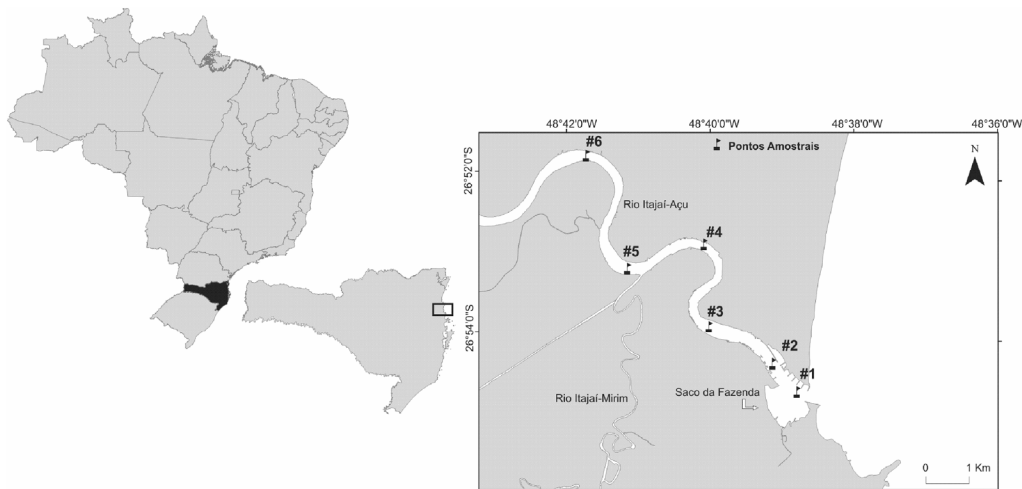 48°42'0"W
48°40'0"W
48°38'0"W
48°36'0"W
#6
Pontos Amostrais
N
26°52'0"S
Rio Itajaí-Açu
#4
#5
#3
26°54'0"S
#2
#1
Saco da Fazenda
Rio Itajaí-Mirim
0 1 Km